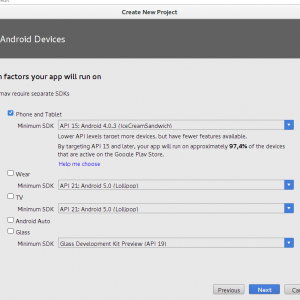 Create New Project
Android Devices
factors your app will run on
may require separate SDKs
Phone and Tablet
Minimum SDK API 15: Android 4.0.3 (IceCreamSandwich)
Lower API levels target more devices, but have fewer features available.
By targeting API 15 and later, your app will run on approximately 97,4% of the devices
that are active on the Google Play Store.
Help me choose
Wear
Minimum SDK API 21: Android 5.0 (Lollipop)
TV
Minimum SDK API 21: Android 5.0 (Lollipop)
Android Auto
Glass
Minimum SDK Glass Development Kit Preview (API 19)
Previous Next Can